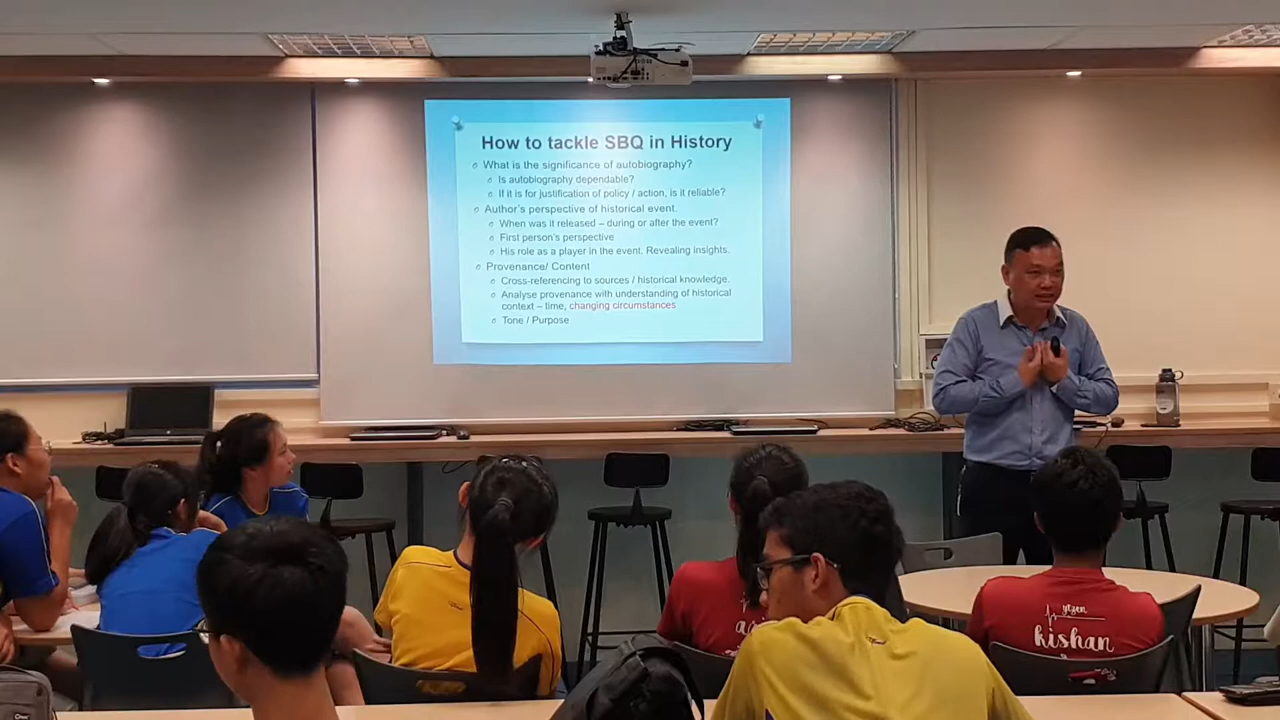 How to tackle SBQ in History
What is the significance of autobiography?
Is autobiography dependable?
If it is for justification of policy / action, is it reliable?
Author's perspective of historical event.
When was it released – during or after the event?
First person's perspective
His role as a player in the event. Revealing insights.
Provenance/ Content
Cross-referencing to sources / historical knowledge.
Analyse provenance with understanding of historical
context – time, changing circumstances
Tone / Purpose
yezen
kishan